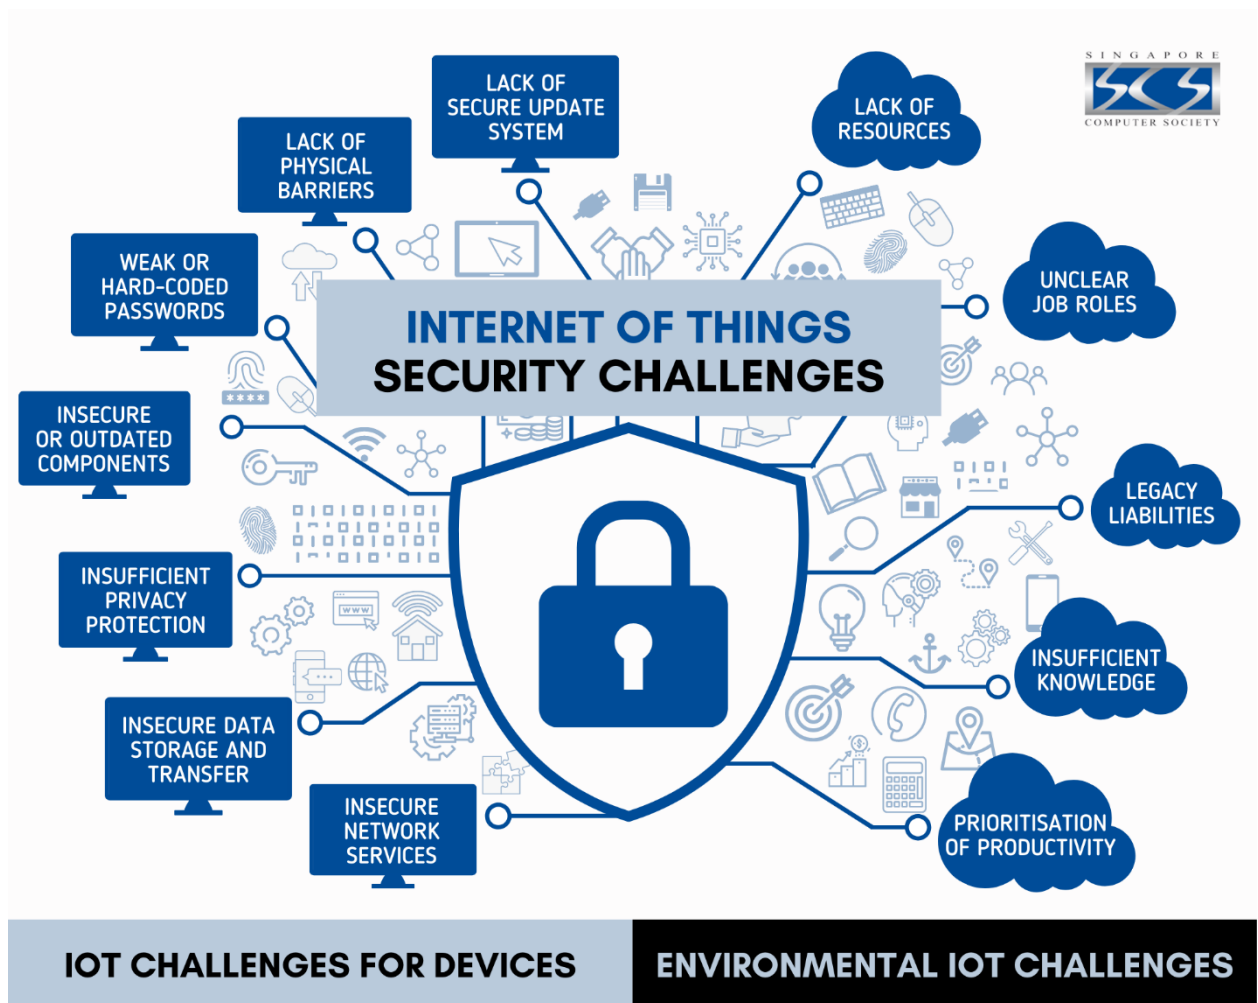 SINGAPORE
SCS
COMPUTER SOCIETY
LACK OF
SECURE UPDATE
SYSTEM
LACK OF
RESOURCES
LACK OF
PHYSICAL
BARRIERS
WEAK OR
HARD-CODED
PASSWORDS
UNCLEAR
JOB ROLES
INTERNET OF THINGS
SECURITY CHALLENGES
INSECURE
OR OUTDATED
COMPONENTS
LEGACY
LIABILITIES
INSUFFICIENT
PRIVACY
PROTECTION
WWW
INSUFFICIENT
KNOWLEDGE
INSECURE DATA
STORAGE AND
TRANSFER
INSECURE
NETWORK
SERVICES
PRIORITISATION
OF PRODUCTIVITY
IOT CHALLENGES FOR DEVICES
ENVIRONMENTAL IOT CHALLENGES